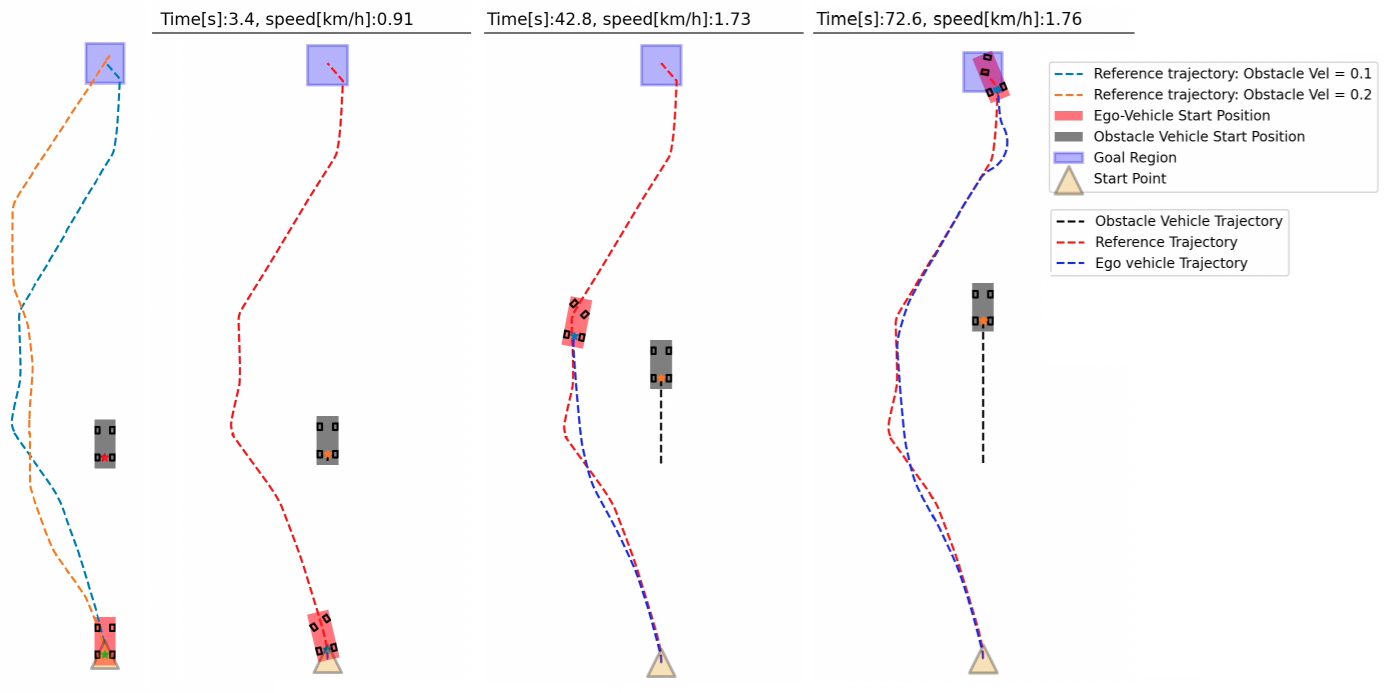 Time[s]:3.4, speed[km/h]:0.91
Time[s]:42.8, speed[km/h]:1.73
Time[s]:72.6, speed[km/h]:1.76
Reference trajectory: Obstacle Vel = 0.1
Reference trajectory: Obstacle Vel = 0.2
Ego-Vehicle Start Position
Obstacle Vehicle Start Position
Goal Region
Start Point
Obstacle Vehicle Trajectory
Reference Trajectory
Ego vehicle Trajectory